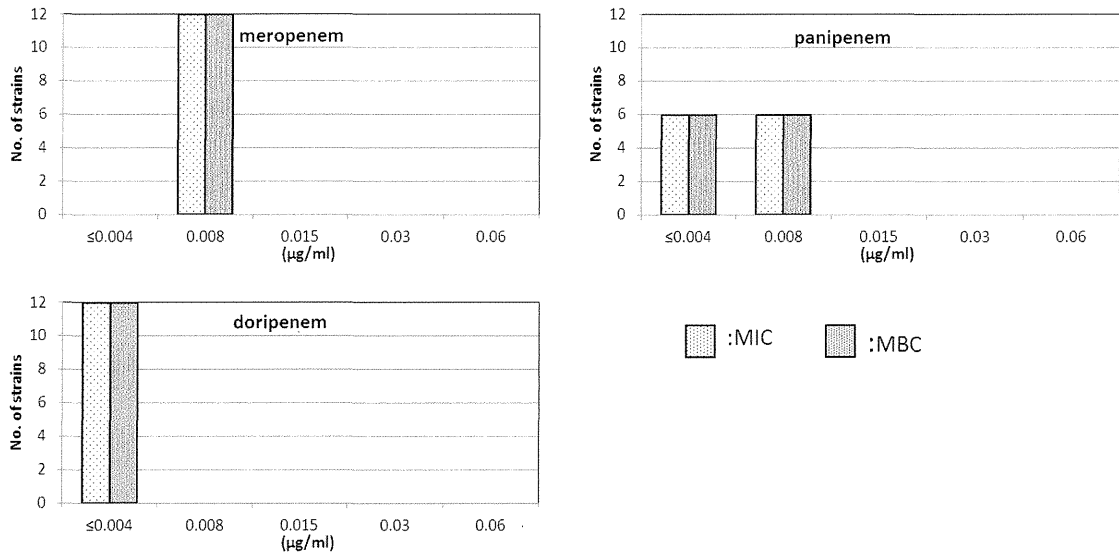 meropenem
No. of strains
12
10
8
6
4
2
0
≤0.004 0.008 0.015 0.03 0.06
(µg/ml)
panipenem
No. of strains
12
10
8
6
4
2
0
≤0.004 0.008 0.015 0.03 0.06
(µg/ml)
doripenem
No. of strains
12
10
8
6
4
2
0
≤0.004 0.008 0.015 0.03 0.06
(µg/ml)
:MIC :MBC